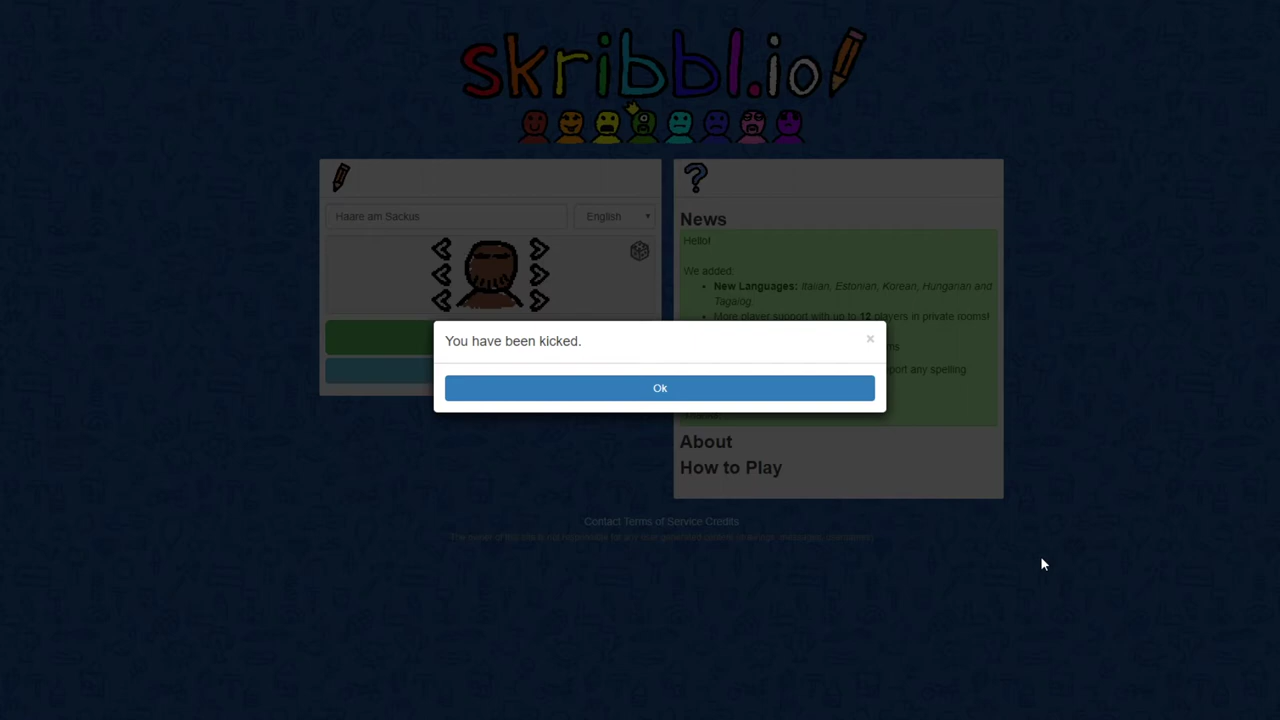 skribbl.io
Haare am Sackus
English
You have been kicked.
×
Ok
News
Hello!
We added:
New Languages: Italian, Estonian, Korean, Hungarian and
Tagalog.
More player support with up to 12 players in private rooms!
port any spelling
About
How to Play
Contact Terms of Service Credits